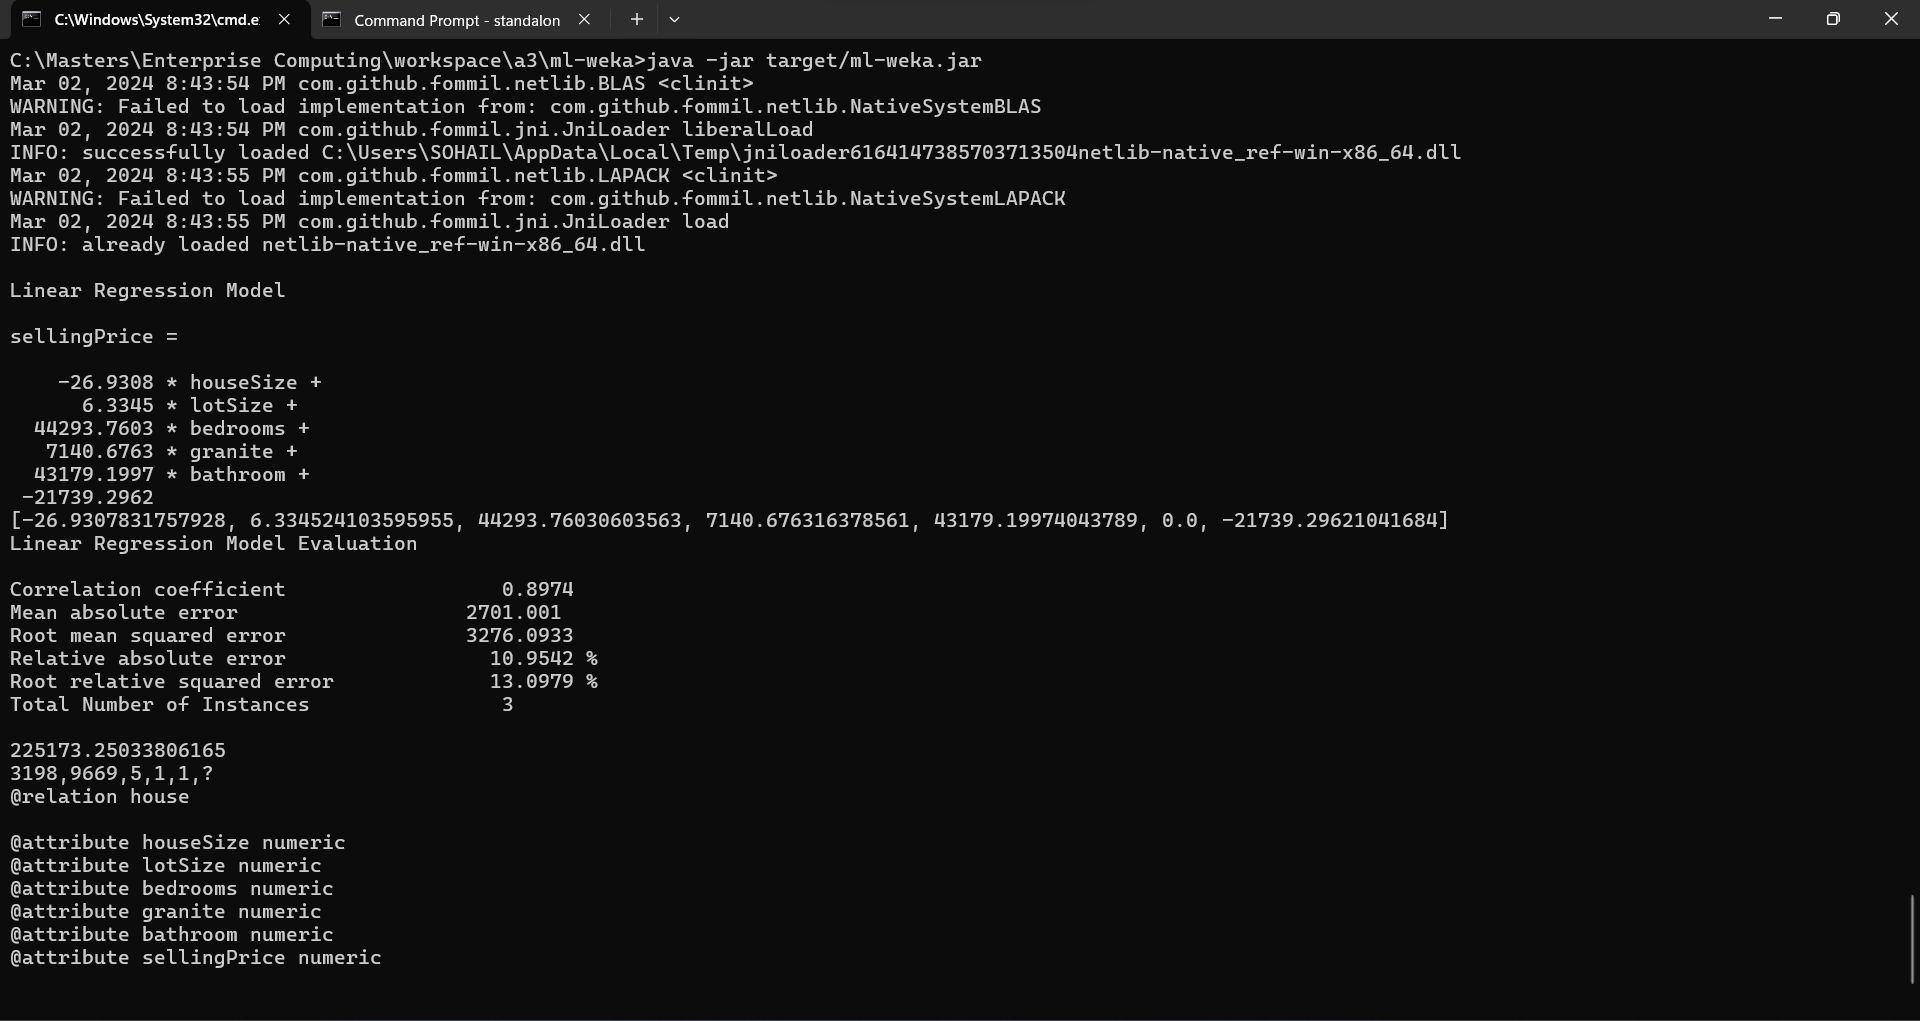 C:\Windows\System32\cmd.e
Command Prompt - standalon
C:\Masters\Enterprise Computing\workspace\a3\ml-weka>java -jar target/ml-weka.jar
Mar 02, 2024 8:43:54 PM com.github.fommil.netlib.BLAS <clinit>
WARNING: Failed to load implementation from: com.github.fommil.netlib.NativeSystemBLAS
Mar 02, 2024 8:43:54 PM com.github.fommil.jni.JniLoader liberalLoad
INFO: successfully loaded C:\Users\SOHAIL\AppData\Local\Temp\jniloader6164147385703713504netlib-native_ref-win-x86_64.dll
Mar 02, 2024 8:43:55 PM com.github.fommil.netlib.LAPACK <clinit>
WARNING: Failed to load implementation from: com.github.fommil.netlib.NativeSystemLAPACK
Mar 02, 2024 8:43:55 PM com.github.fommil.jni.JniLoader load
INFO: already loaded netlib-native_ref-win-x86_64.dll
Linear Regression Model
sellingPrice =
-26.9308 * houseSize +
6.3345 * lotSize +
44293.7603 * bedrooms +
7140.6763 * granite +
43179.1997 * bathroom +
-21739.2962
[-26.9307831757928, 6.334524103595955, 44293.76030603563, 7140.676316378561, 43179.19974043789, 0.0, -21739.29621041684]
Linear Regression Model Evaluation
Correlation coefficient 0.8974
Mean absolute error 2701.001
Root mean squared error 3276.0933
Relative absolute error 10.9542 %
Root relative squared error 13.0979 %
Total Number of Instances 3
225173.25033806165
3198,9669,5,1,1,?
@relation house
@attribute houseSize numeric
@attribute lotSize numeric
@attribute bedrooms numeric
@attribute granite numeric
@attribute bathroom numeric
@attribute sellingPrice numeric